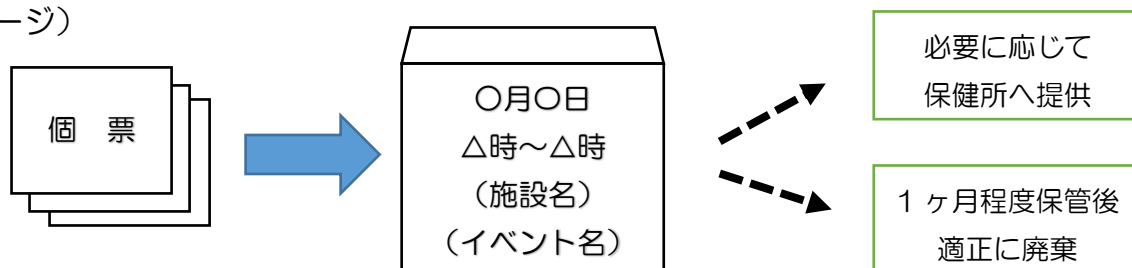 ージ）
個　票
〇月〇日
△時～△時
（施設名）
（イベント名）
必要に応じて
保健所へ提供
１ヶ月程度保管後
適正に廃棄